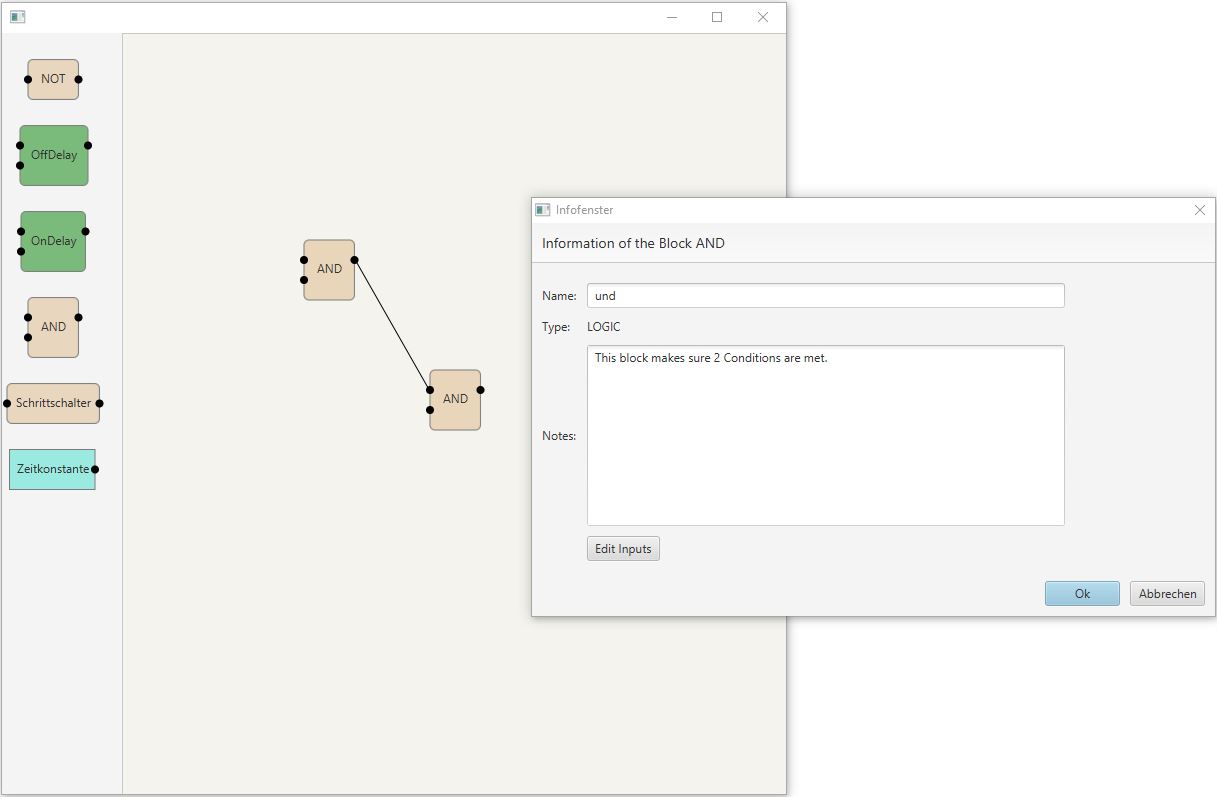 NOT
OffDelay
OnDelay
AND
Schrittschalter
Zeitkonstante
AND
AND
Infofenster
Information of the Block AND
Name: und
Type: LOGIC
Notes: This block makes sure 2 Conditions are met.
Edit Inputs
Ok Abbrechen